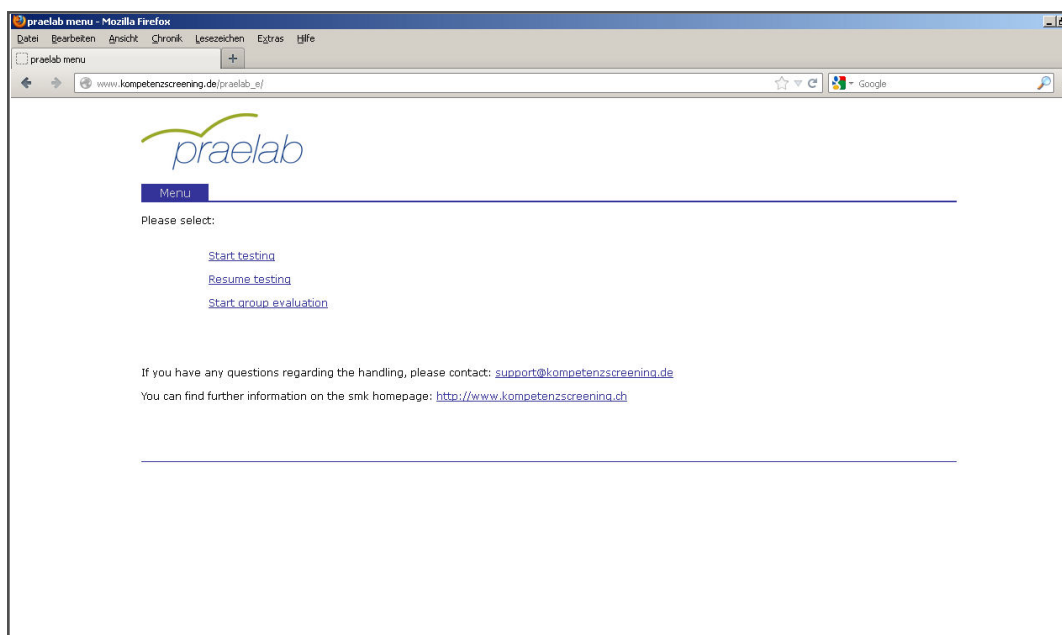 praelab menu - Mozilla Firefox
Datei Bearbeiten Ansicht Chronik Lesezeichen Extras Hilfe
praelab menu
www.kompetenzscreening.de/praelab_e/ Google
praelab
Menu
Please select:
Start testing
Resume testing
Start group evaluation
If you have any questions regarding the handling, please contact: support@kompetenzscreening.de
You can find further information on the smk homepage: http://www.kompetenzscreening.ch